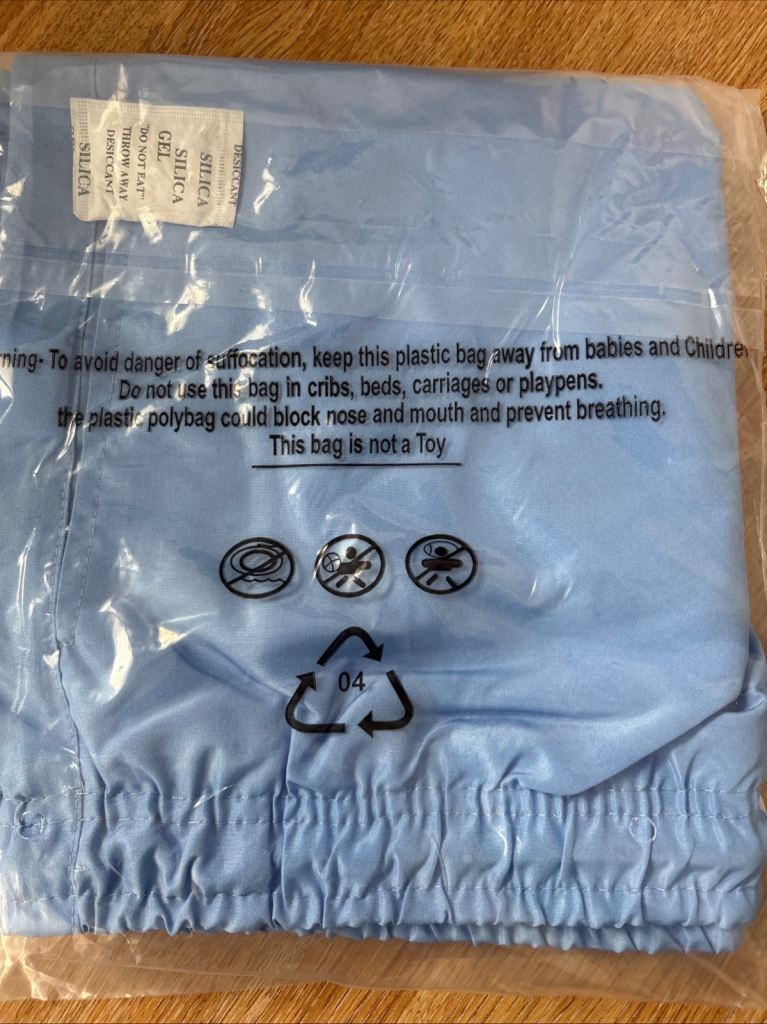 DESICCANT
SILICA
SILICA
GEL
"DO NOT EAT"
THROW AWAY
DESICCANT
SILICA
ning- To avoid danger of suffocation, keep this plastic bag away from babies and Children
Do not use this bag in cribs, beds, carriages or playpens.
the plastic polybag could block nose and mouth and prevent breathing.
This bag is not a Toy
04